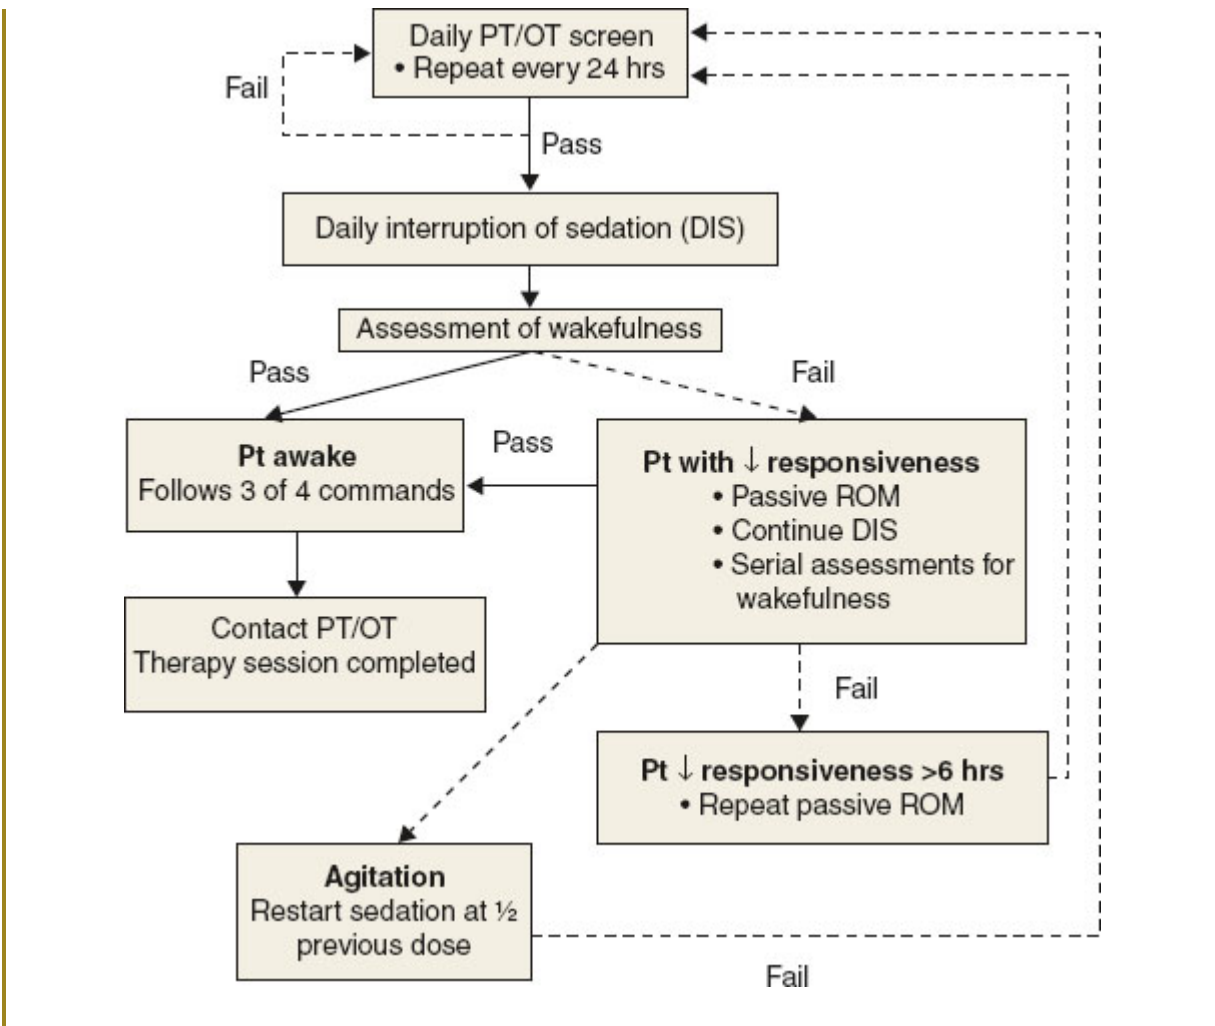 Daily PT/OT screen
• Repeat every 24 hrs
Fail
Pass
Daily interruption of sedation (DIS)
Assessment of wakefulness
Pass
Fail
Pt awake
Follows 3 of 4 commands
Pass
Pt with ↓ responsiveness
• Passive ROM
• Continue DIS
• Serial assessments for
wakefulness
Contact PT/OT
Therapy session completed
Fail
Pt ↓ responsiveness >6 hrs
• Repeat passive ROM
Agitation
Restart sedation at ½
previous dose
Fail